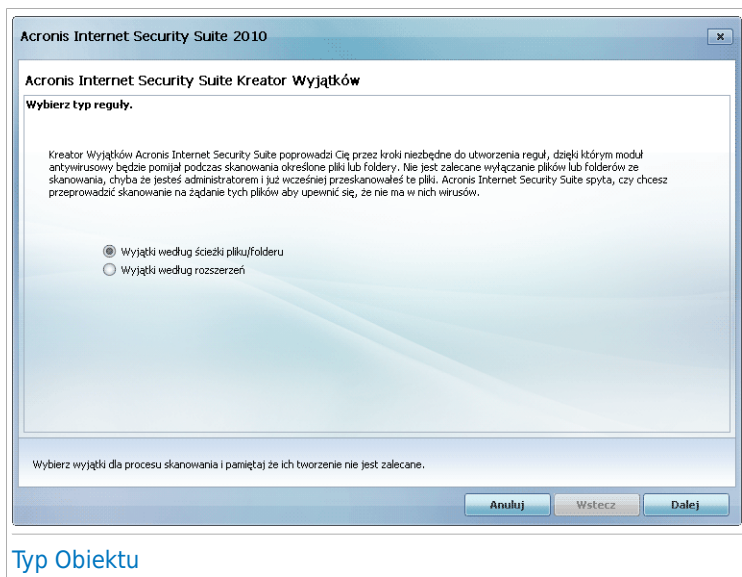 Acronis Internet Security Suite 2010
Acronis Internet Security Suite Kreator Wyjątków
Wybierz typ reguły.
Kreator Wyjątków Acronis Internet Security Suite poprowadzi Cię przez kroki niezbędne do utworzenia reguł, dzięki którym moduł
antywirusowy będzie pomijał podczas skanowania określone pliki lub foldery. Nie jest zalecane wyłączanie plików lub folderów ze
skanowania, chyba że jesteś administratorem i już wcześniej przeskanowałeś te pliki. Acronis Internet Security Suite spyta, czy chcesz
przeprowadzić skanowanie na żądanie tych plików aby upewnić się, że nie ma w nich wirusów.
Wyjątki według ścieżki pliku/folderu
Wyjątki według rozszerzeń
Wybierz wyjątki dla procesu skanowania i pamiętaj że ich tworzenie nie jest zalecane.
Anuluj Wstecz Dalej
Typ Obiektu